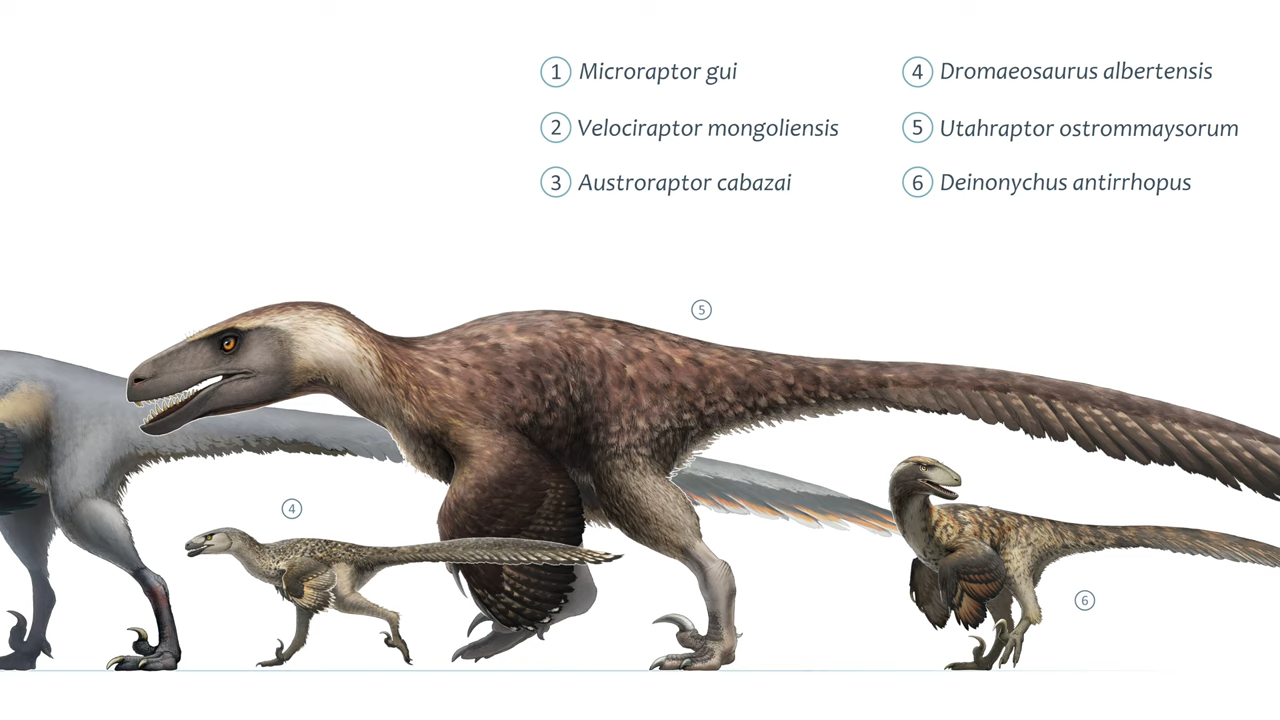 1 Microraptor gui
2 Velociraptor mongoliensis
3 Austroraptor cabazai
4 Dromaeosaurus albertensis
5 Utahraptor ostrommaysorum
6 Deinonychus antirrhopus
5
4
6